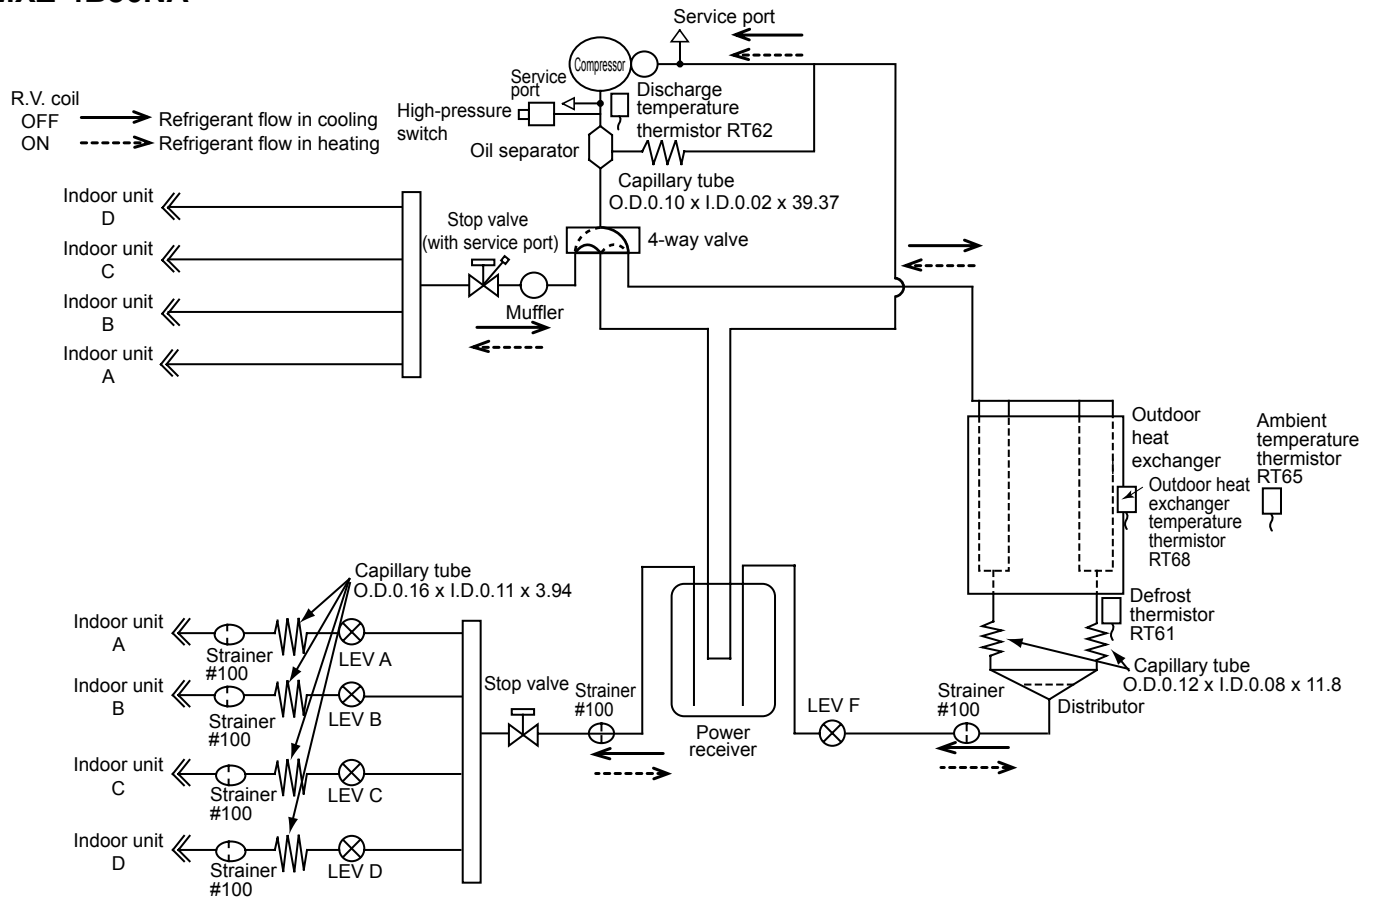 Service port
Compressor
Service
port
High-pressure
switch
Discharge
temperature
thermistor RT62
R.V. coil
OFF
Refrigerant flow in cooling
ON
Refrigerant flow in heating
Oil separator
Capillary tube
O.D.0.10 x I.D.0.02 x 39.37
Indoor unit
D
Indoor unit
C
Indoor unit
B
Indoor unit
A
Stop valve
(with service port)
4-way valve
Muffler
Outdoor
heat
exchanger
Ambient
temperature
thermistor
RT65
Outdoor heat
exchanger
temperature
thermistor
RT68
Defrost
thermistor
RT61
Capillary tube
O.D.0.12 x I.D.0.08 x 11.8
Distributor
Capillary tube
O.D.0.16 x I.D.0.11 x 3.94
Indoor unit
A
Strainer
#100
LEV A
Indoor unit
B
Strainer
#100
LEV B
Indoor unit
C
Strainer
#100
LEV C
Indoor unit
D
Strainer
#100
LEV D
Stop valve
Strainer
#100
Power
receiver
LEV F
Strainer
#100